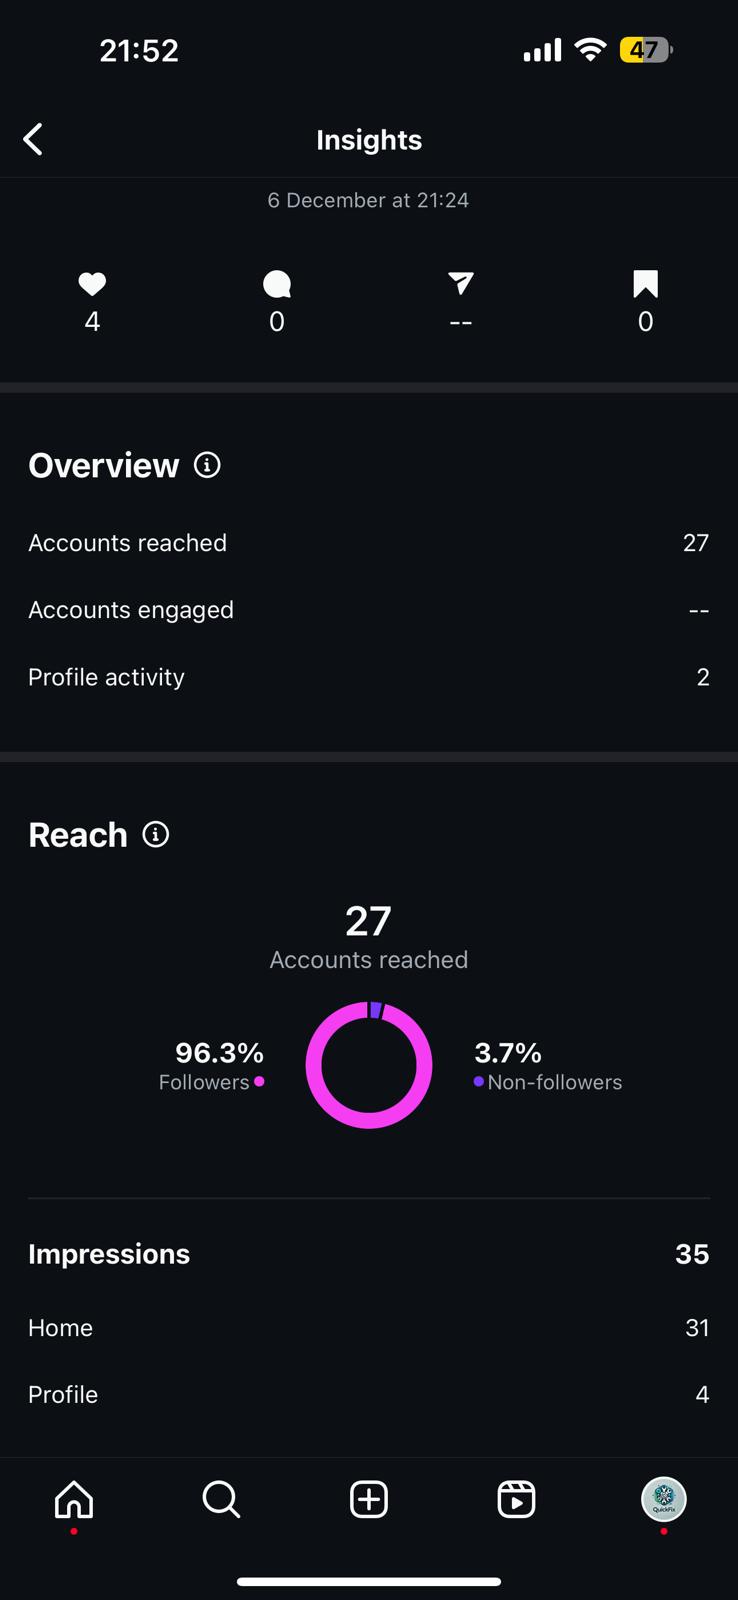 21:52
47
Insights
6 December at 21:24
4
0
--
0
Overview
Accounts reached
27
Accounts engaged
--
Profile activity
2
Reach
27
Accounts reached
96.3%
Followers
3.7%
Non-followers
Impressions
35
Home
31
Profile
4
QuickFix